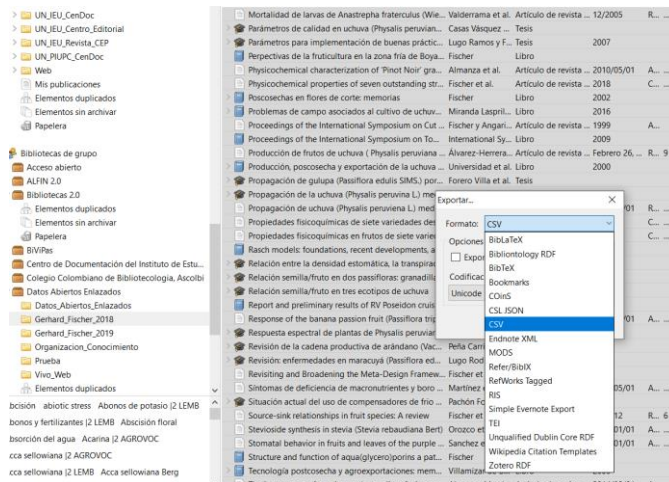 UN_IEU_CenDoc
UN_IEU_Centro_Editorial
UN_IEU_Revista_CEP
UN_PIUPC_CenDoc
Web
Mis publicaciones
Elementos duplicados
Elementos sin archivar
Papelera
Bibliotecas de grupo
Acceso abierto
ALFIN 2.0
Bibliotecas 2.0
Elementos duplicados
Elementos sin archivar
Papelera
BiViPas
Centro de Documentación del Instituto de Estu...
Colegio Colombiano de Bibliotecologia, Ascolbi
Datos Abiertos Enlazados
Datos_Abiertos_Enlazados
Gerhard_Fischer_2018
Gerhard_Fischer_2019
Organizacion_Conocimiento
Prueba
Vivo_Web
Elementos duplicados
bcisión abiotic stress Abonos de potasio |2 LEMB
bonos y fertilizantes |2 LEMB Abscisión floral
bsorción del agua Acarina |2 AGROVOC
cca sellowiana |2 AGROVOC
cca sellowiana |2 LEMB Acca sellowiana Berg
Mortalidad de larvas de Anastrepha fraterculus (Wie... Valderrama et al. Artículo de revista ... 12/2005 R...
Parámetros de calidad en uchuva (Physalis peruvian... Casas Vásquez ... Tesis
Parámetros para implementación de buenas práctic... Lugo Ramos y F... Tesis 2007
Perpectivas de la fruticultura en la zona fría de Boya... Fischer Libro
Physicochemical characterization of 'Pinot Noir' gra... Almanza et al. Artículo de revista ... 2010/05/01 A...
Physicochemical properties of seven outstanding str... Fischer et al. Artículo de revista ... 2018 C...
Poscosechas en flores de corte: memorias Fischer Libro 2002
Problemas de campo asociados al cultivo de uchuv... Miranda Laspril... Libro 2016
Proceedings of the International Symposium on Cut ... Fischer y Angari... Artículo de revista ... 1999 A...
Proceedings of the International Symposium on To... International Sy... Libro 2009
Producción de frutos de uchuva ( Physalis peruviana ... Álvarez-Herrera... Artículo de revista ... Febrero 26, ... R... 9
Producción, poscosecha y exportación de la uchuva ... Universidad et al. Libro 2000
Propagación de gulupa (Passiflora edulis SIMS.) por... Forero Villa et al. Tesis
Propagación de la uchuva (Physalis peruvina L.) me
Propagación de uchuva (Physalis peruviena L.) med /01 R...
Propiedades fisicoquímicas de siete variedades des C...
Propiedades fisicoquímicas en frutos de siete varie C...
Rasch models: foundations, recent developments, a
Relación entre la densidad estomática, la transpira
Relación semilla/fruto en dos passifloras: granadill
Relación semilla/fruto en tres ecotipos de uchuva
Report and preliminary results of RV Poseidon cruis
Response of the banana passion fruit (Passiflora trip /01 A...
Respuesta espectral de plantas de Physalis peruvian
Revisión de la cadena productiva de arándano (Vac... Peña Carri
Revisión: enfermedades en maracuyá (Passiflora ed... Lugo Rod
Revisiting and Broadening the Meta-Design Framew... Fischer et
Síntomas de deficiencia de macronutrientes y boro ... Martínez 05/01 A...
Situación actual del uso de compensadores de frio ... Pachón Fo
Source-sink relationships in fruit species: A review Fischer et 12 R... 6
Stevioside synthesis in stevia (Stevia rebaudiana Bert) Orozco et 01/01 A...
Stomatal behavior in fruits and leaves of the purple ... Sanchez e 01/01 A...
Structure and function of aqua(glycero)porins a pat... Fischer
Tecnología postcosecha y agroexportaciones: mem... Villamizar
Exportar...
Formato: CSV
Opciones
Expor
Codificac
Unicode
BibLaTeX
Bibliontology RDF
BibTeX
Bookmarks
COinS
CSL JSON
CSV
Endnote XML
MODS
Refer/BibIX
RefWorks Tagged
RIS
Simple Evernote Export
TEI
Unqualified Dublin Core RDF
Wikipedia Citation Templates
Zotero RDF